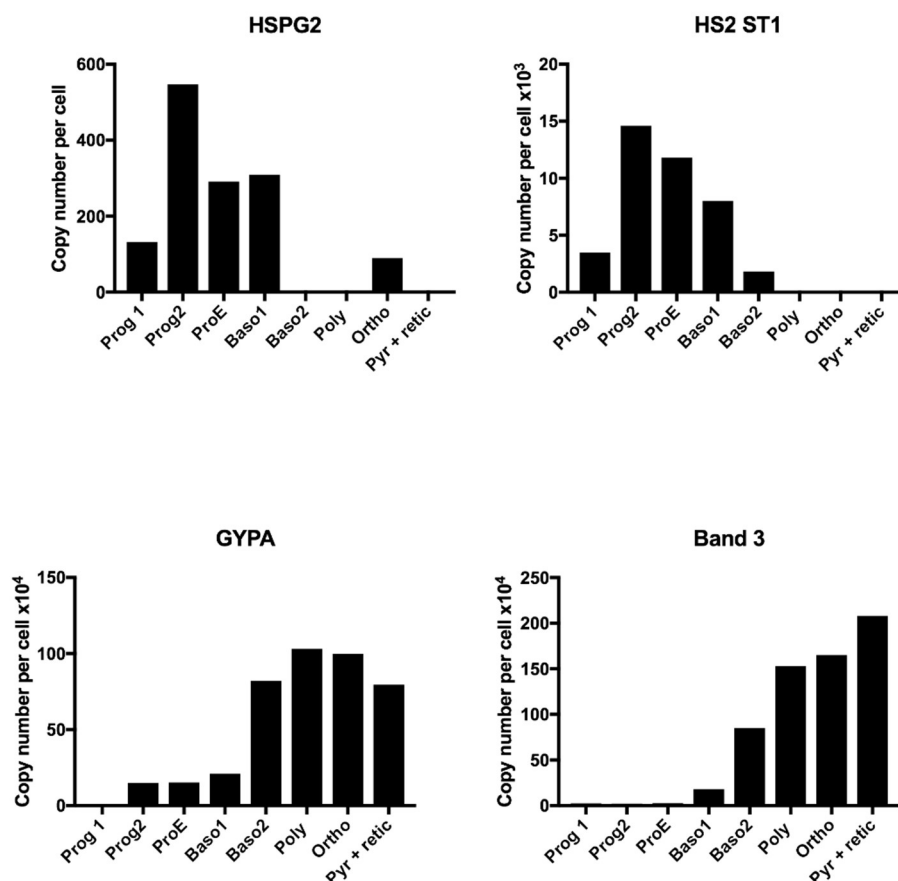 HSPG2
Copy number per cell
600
400
200
0
Prog 1
Prog2
ProE
Baso1
Baso2
Poly
Ortho
Pyr + retic
HS2 ST1
Copy number per cell x10³
20
15
10
5
0
Prog 1
Prog2
ProE
Baso1
Baso2
Poly
Ortho
Pyr + retic
GYPA
Copy number per cell x10⁴
150
100
50
0
Prog 1
Prog2
ProE
Baso1
Baso2
Poly
Ortho
Pyr + retic
Band 3
Copy number per cell x10⁴
250
200
150
100
50
0
Prog 1
Prog2
ProE
Baso1
Baso2
Poly
Ortho
Pyr + retic